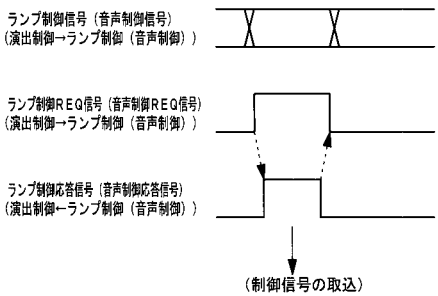 ランプ制御信号（音声制御信号）
（演出制御→ランプ制御（音声制御））
ランプ制御REQ信号（音声制御REQ信号）
（演出制御→ランプ制御（音声制御））
ランプ制御応答信号（音声制御応答信号）
（演出制御←ランプ制御（音声制御））
（制御信号の取込）